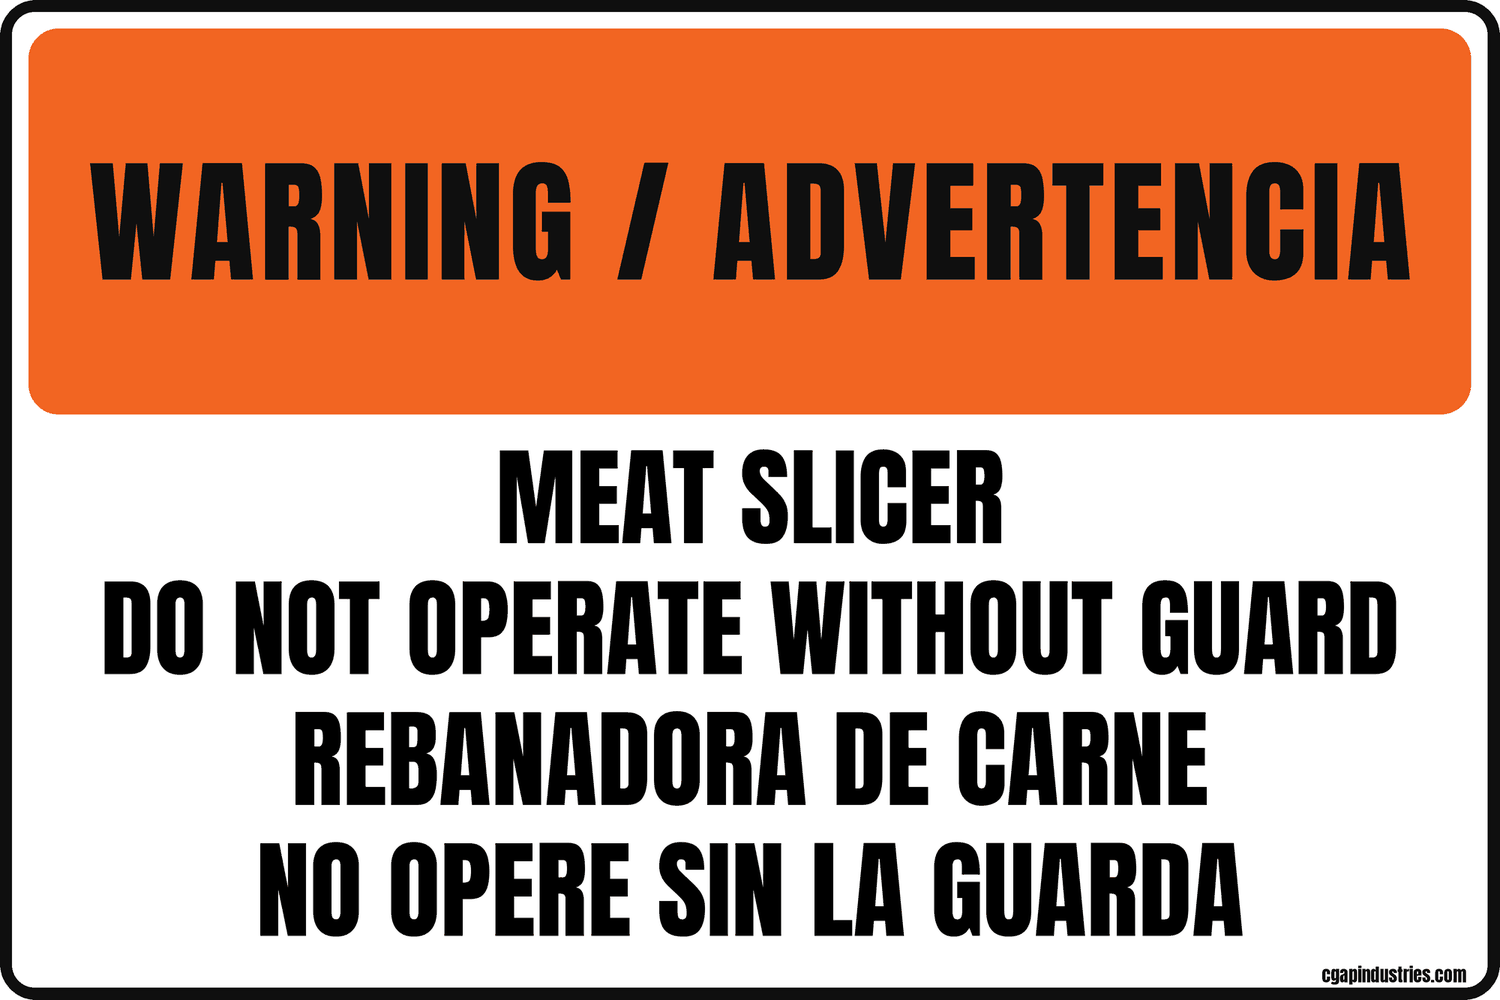 WARNING / ADVERTENCIA
MEAT SLICER
DO NOT OPERATE WITHOUT GUARD
REBANADORA DE CARNE
NO OPERE SIN LA GUARDA
cgapindustries.com